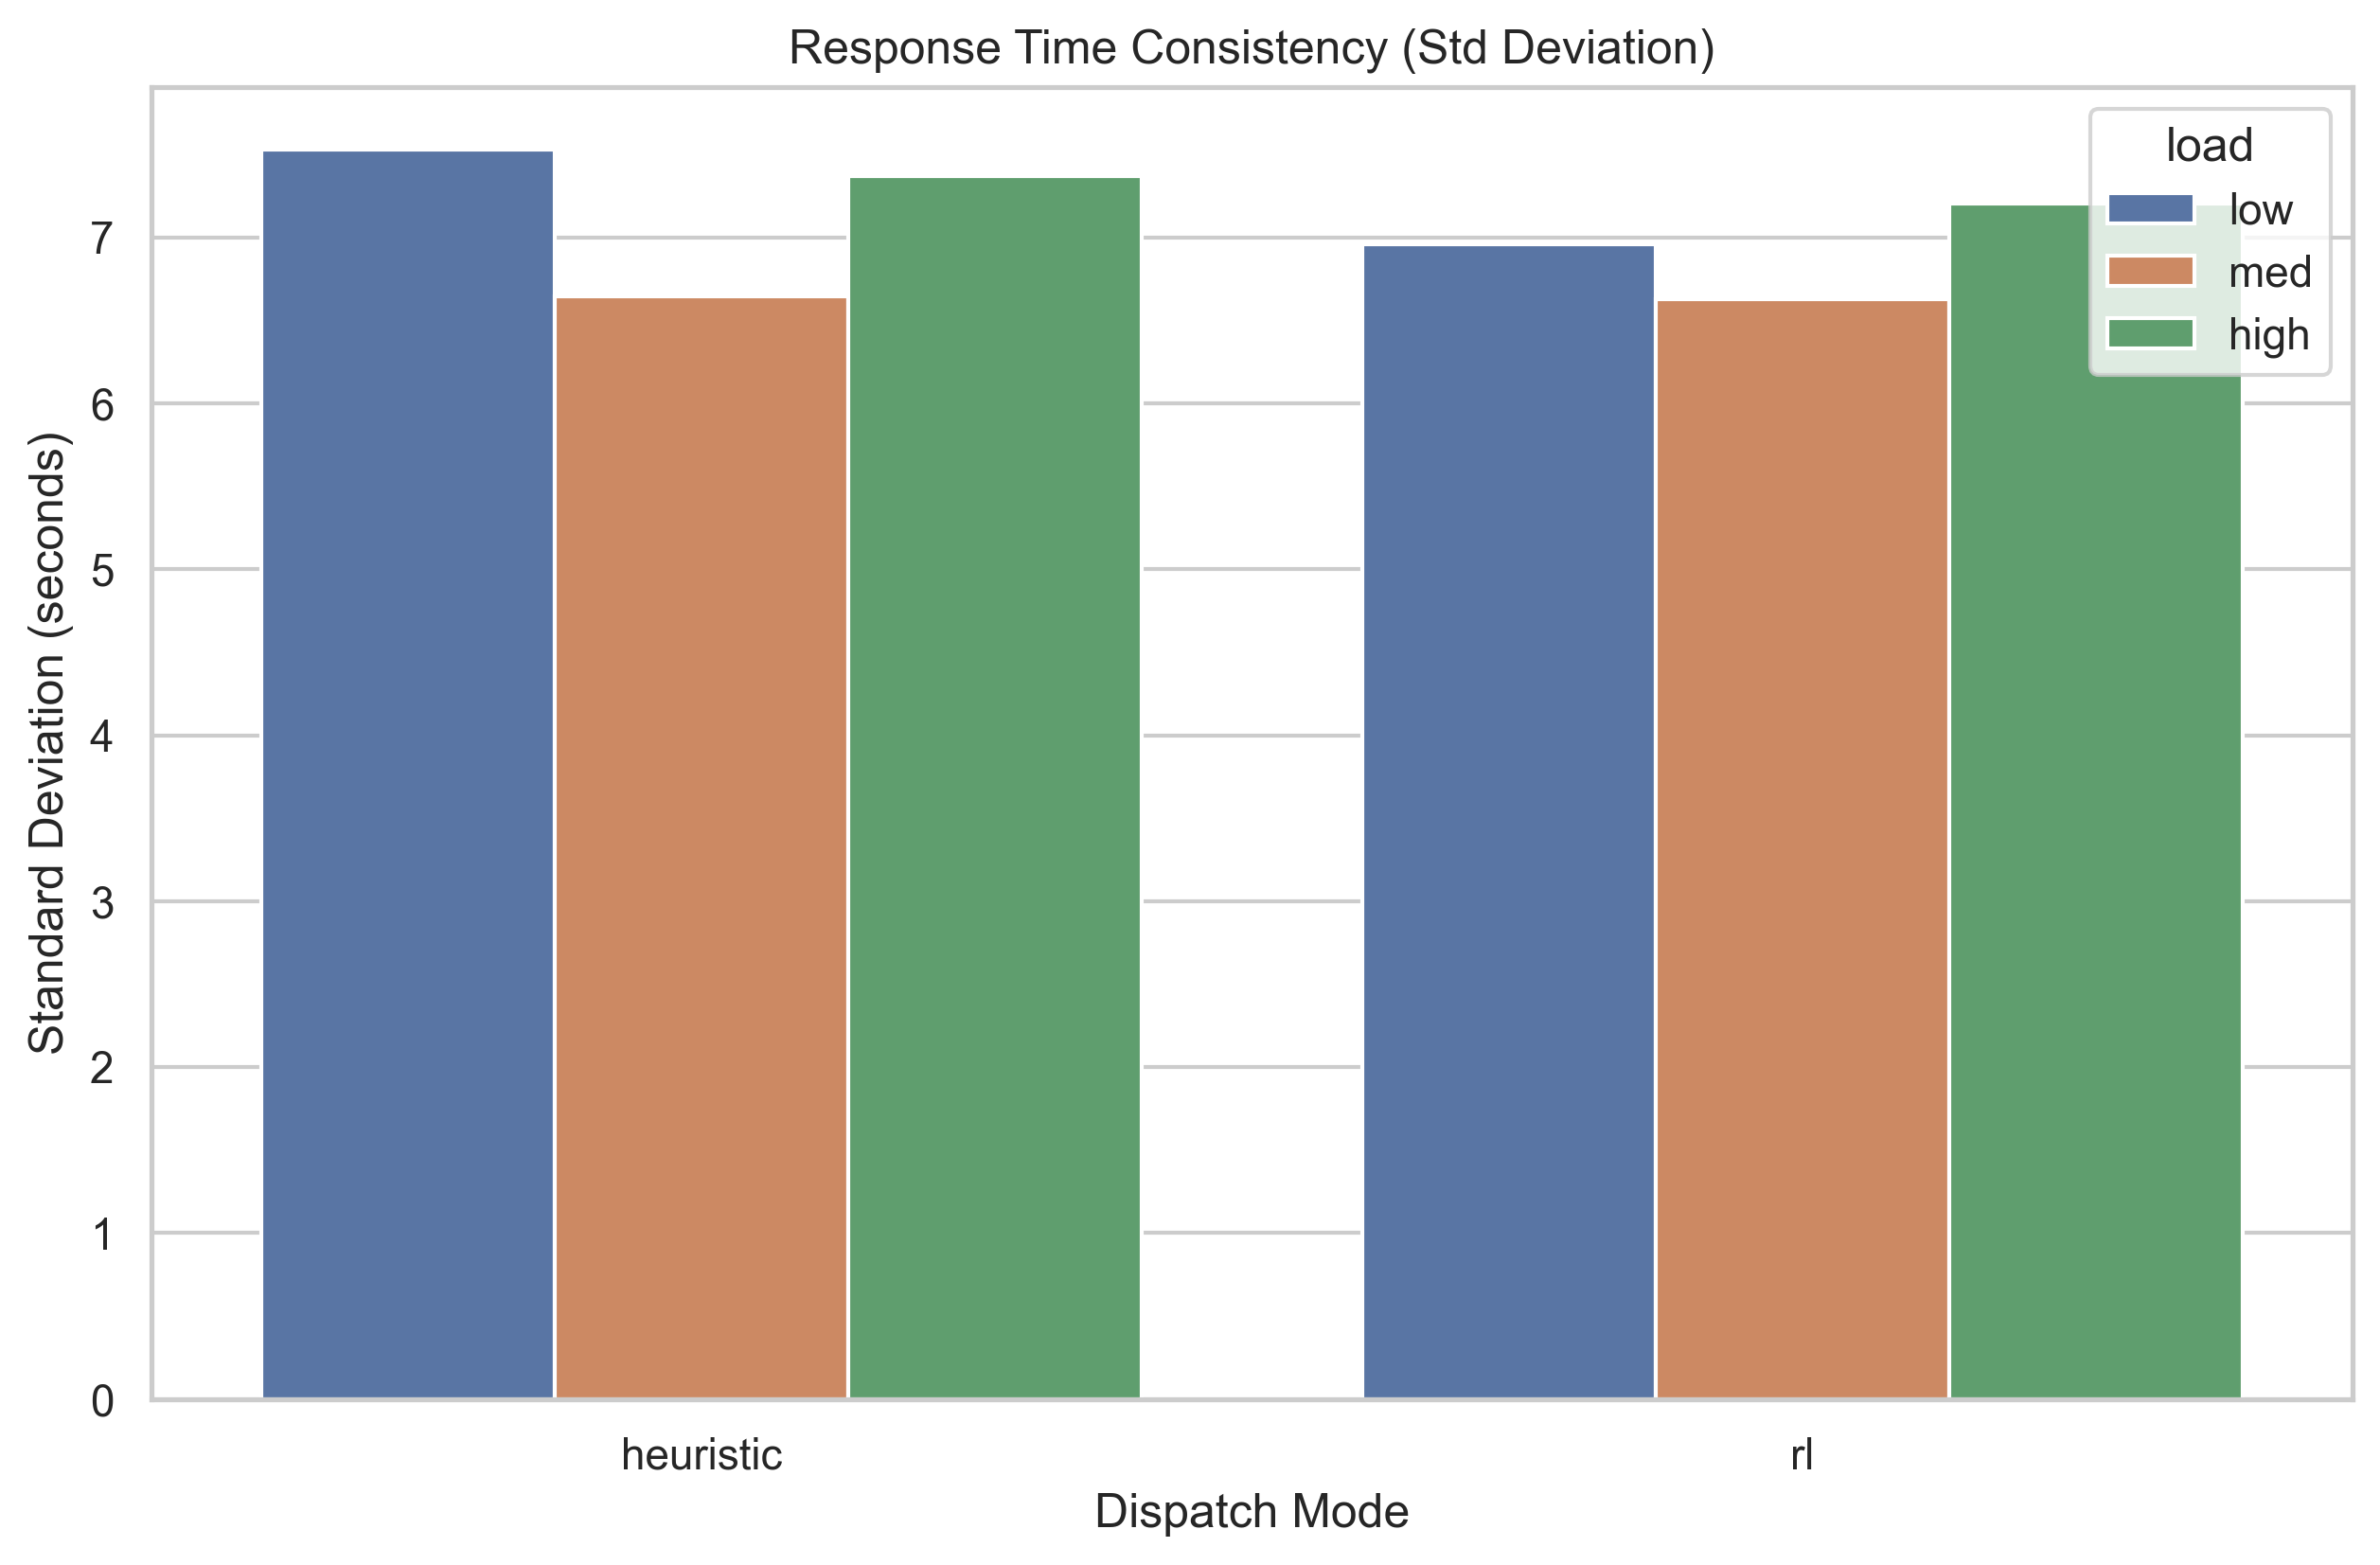 Response Time Consistency (Std Deviation)
load
low
med
high
7
6
5
4
3
2
1
0
Standard Deviation (seconds)
heuristic
rl
Dispatch Mode